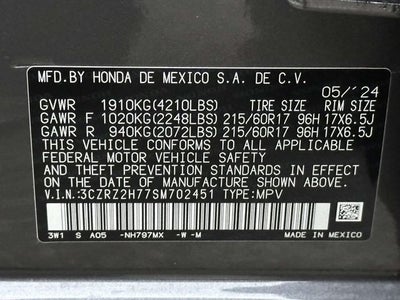 MFD.BY HONDA DE MEXICO S.A. DE C.V.
05/´24
GVWR 1910KG(4210LBS) TIRE SIZE RIM SIZE
GAWR F 1020KG(2248LBS) 215/60R17 96H 17X6.5J
GAWR R 940KG(2072LBS) 215/60R17 96H 17X6.5J
THIS VEHICLE CONFORMS TO ALL APPLICABLE
FEDERAL MOTOR VEHICLE SAFETY, BUMPER,
AND THEFT PREVENTION STANDARDS IN EFFECT
ON THE DATE OF MANUFACTURE SHOWN ABOVE.
V.I.N.:3CZRZ2H77SM702451 TYPE:MPV
3W1 S A05 -NH797MX -W -M MADE IN MEXICO